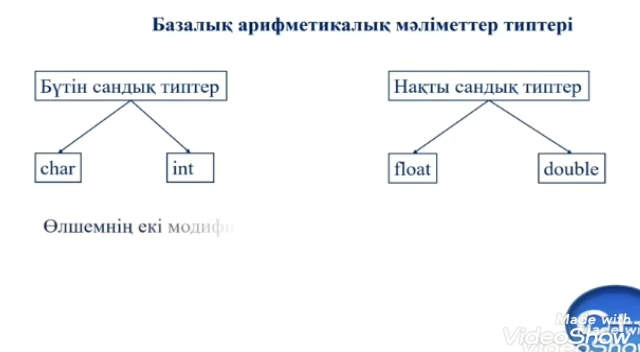 Базалық арифметикалық мәліметтер типтері
Бүтін сандық типтер
Нақты сандық типтер
char
int
float
double
Өлшемнің екі
Made with
VideoShow